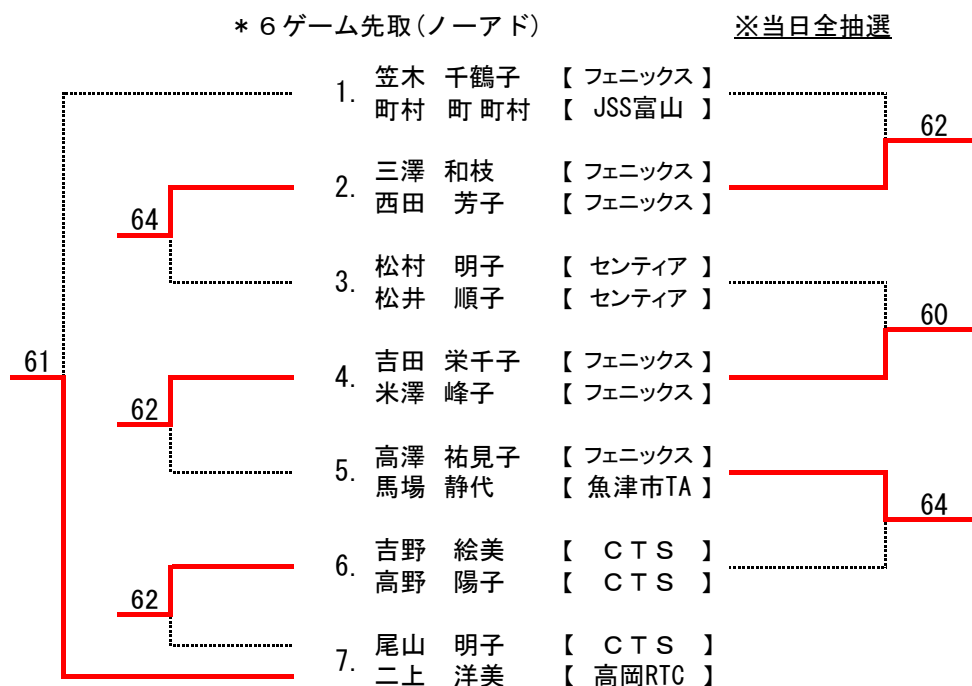 ＊６ゲーム先取(ノーアド) ※当日全抽選
1. 笠木 千鶴子 【 フェニックス 】
町村 町 町村 【 JSS富山 】
62
2. 三澤 和枝 【 フェニックス 】
西田 芳子 【 フェニックス 】
64
3. 松村 明子 【 センティア 】
松井 順子 【 センティア 】
60
61
4. 吉田 栄千子 【 フェニックス 】
米澤 峰子 【 フェニックス 】
62
5. 高澤 祐見子 【 フェニックス 】
馬場 静代 【 魚津市TA 】
64
6. 吉野 絵美 【 ＣＴＳ 】
高野 陽子 【 ＣＴＳ 】
62
7. 尾山 明子 【 ＣＴＳ 】
二上 洋美 【 高岡RTC 】